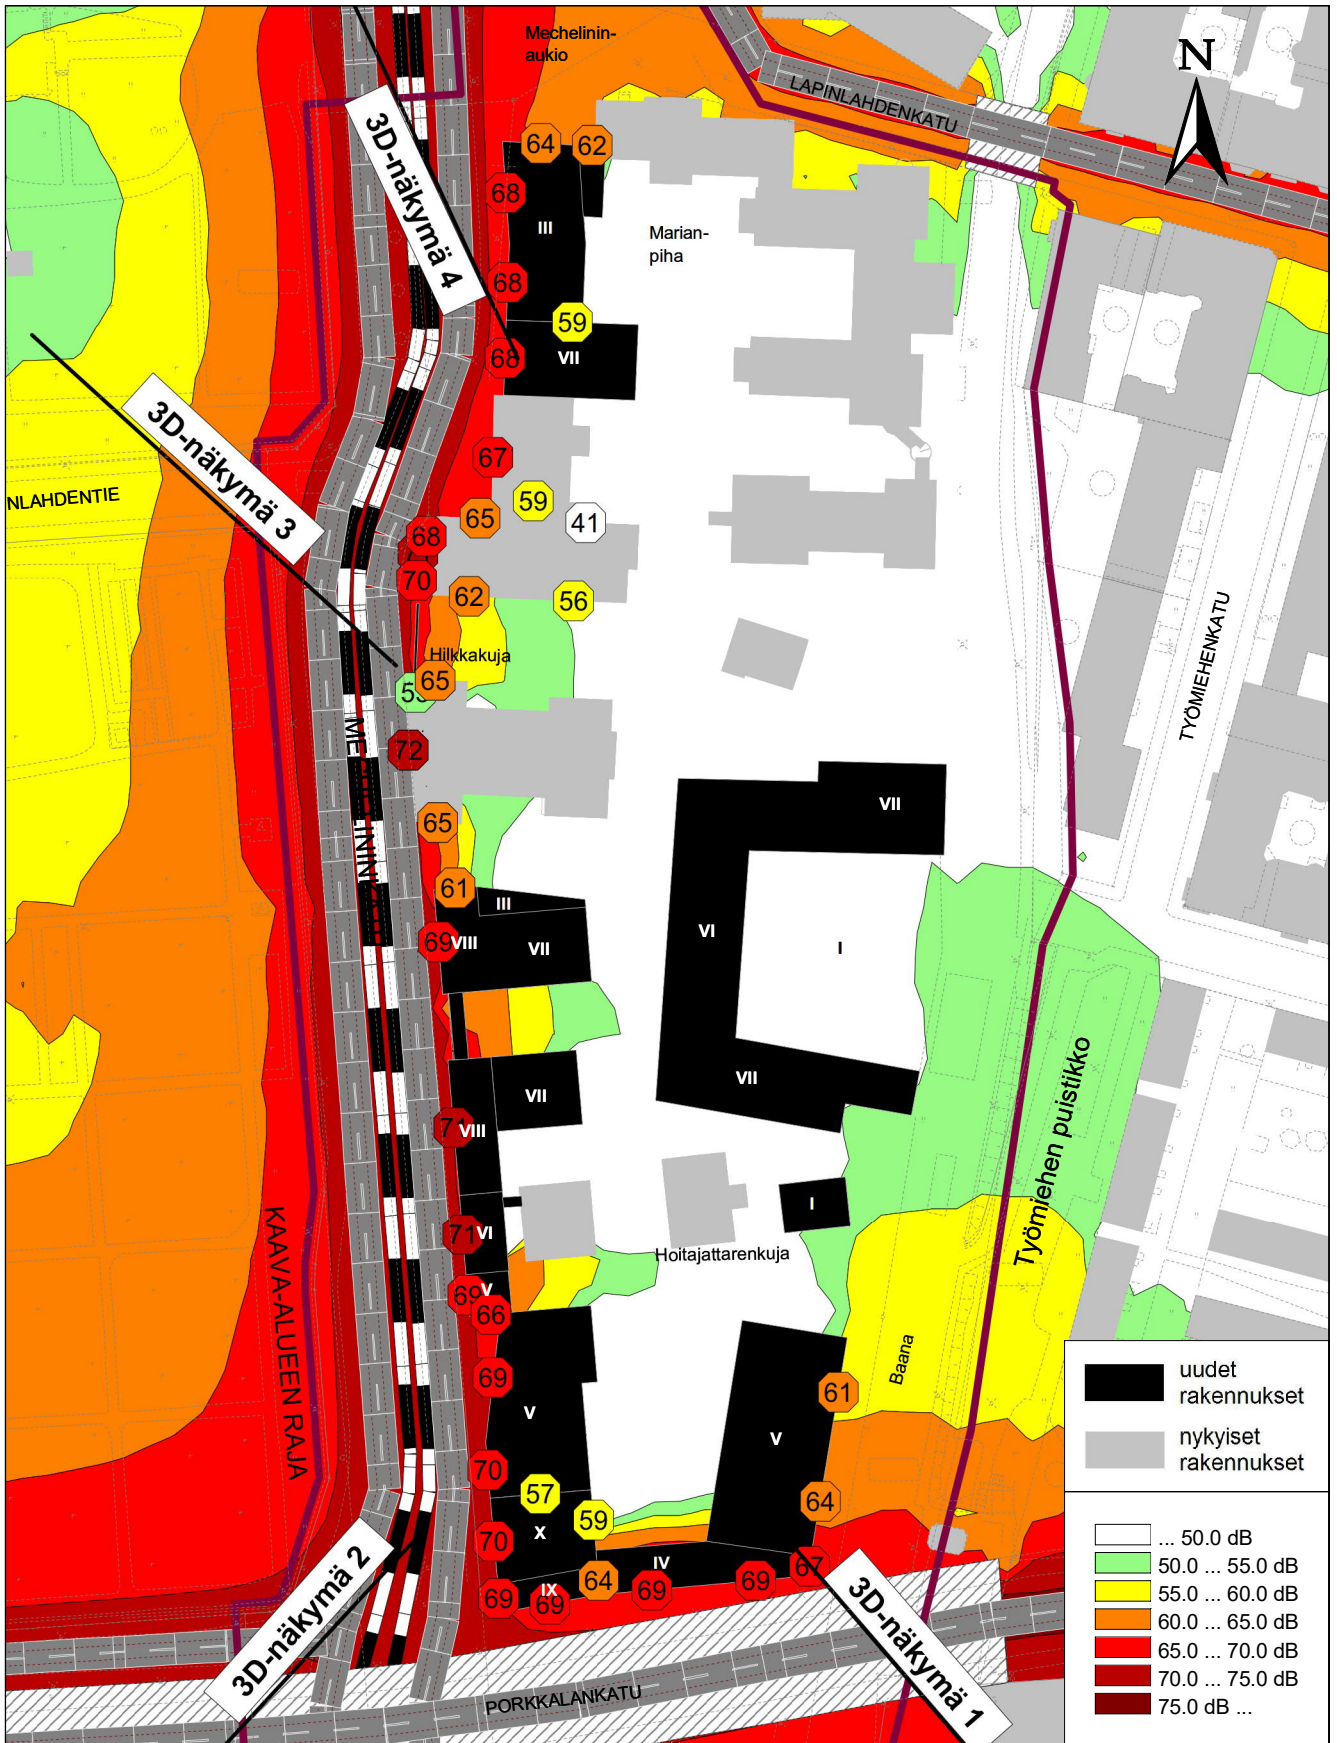 Mechelinin-
aukio
N
LAPINLAHDENKATU
3D-näkymä 4
64
62
68
III
Marian-
piha
68
59
68
VII
3D-näkymä 3
67
NLAHDENTIE
59
65
41
68
70
62
56
TYÖMIEHENKATU
Hilkkakuja
65
72
VII
65
61
III
VI
69
VIII
VII
I
VII
VII
71
VIII
Työmiehen puistikko
I
71
VI
KAAVA-ALUEEN RAJA
Hoitajattarenkuja
69
V
66
Baana
69
61
V
V
70
57
64
59
X
70
IV
67
IX
64
69
69
69
69
3D-näkymä 2
3D-näkymä 1
PORKKALANKATU
uudet
rakennukset
nykyiset
rakennukset
... 50.0 dB
50.0 ... 55.0 dB
55.0 ... 60.0 dB
60.0 ... 65.0 dB
65.0 ... 70.0 dB
70.0 ... 75.0 dB
75.0 dB ...